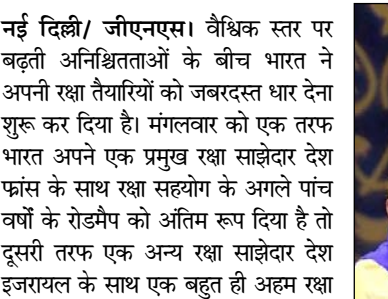 नई दिल्ली/ जीएनएस। वैश्विक स्तर पर
बढ़ती अनिश्चितताओं के बीच भारत ने
अपनी रक्षा तैयारियों को जबरदस्त धार देना
शुरू कर दिया है। मंगलवार को एक तरफ
भारत अपने एक प्रमुख रक्षा साझेदार देश
फ्रांस के साथ रक्षा सहयोग के अगले पांच
वर्षों के रोडमैप को अंतिम रूप दिया है तो
दूसरी तरफ एक अन्य रक्षा साझेदार देश
इजरायल के साथ एक बहुत ही अहम रक्षा